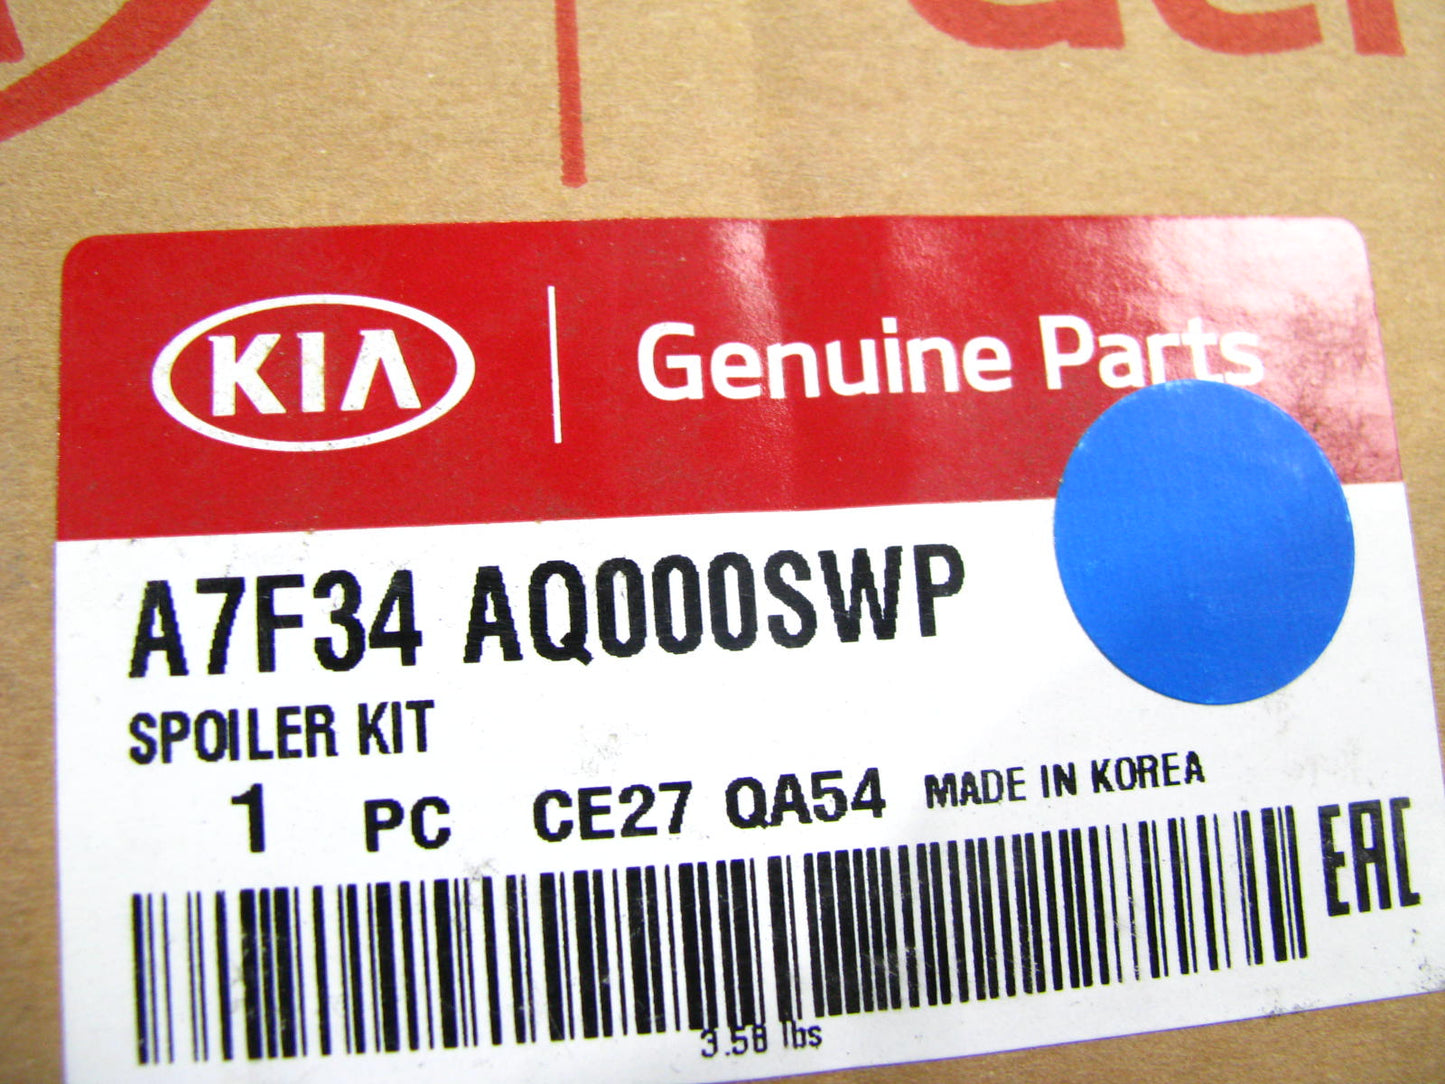 KIA Genuine Parts
A7F34 AQ000SWP
SPOILER KIT
1 PC CE27 QA54 MADE IN KOREA
EAC
3.58 lbs